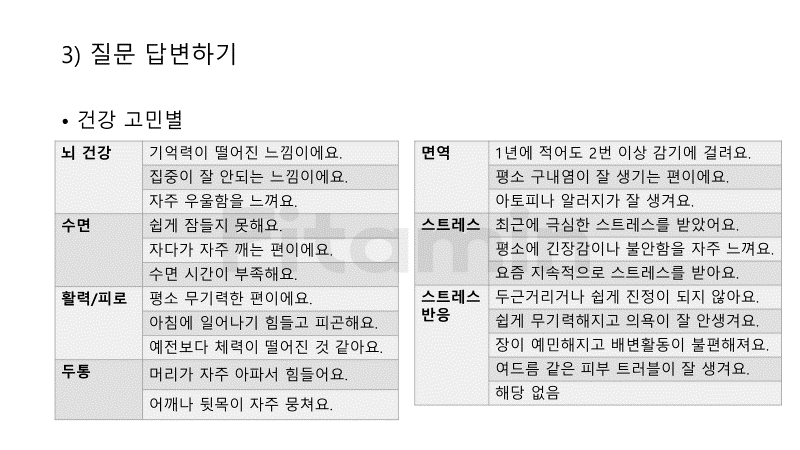 3) 질문 답변하기
• 건강 고민별
뇌 건강
기억력이 떨어진 느낌이에요.
집중이 잘 안되는 느낌이에요.
자주 우울함을 느껴요.
수면
쉽게 잠들지 못해요.
자다가 자주 깨는 편이에요.
수면 시간이 부족해요.
활력/피로
평소 무기력한 편이에요.
아침에 일어나기 힘들고 피곤해요.
예전보다 체력이 떨어진 것 같아요.
두통
머리가 자주 아파서 힘들어요.
어깨나 뒷목이 자주 뭉쳐요.
면역
1년에 적어도 2번 이상 감기에 걸려요.
평소 구내염이 잘 생기는 편이에요.
아토피나 알러지가 잘 생겨요.
스트레스
최근에 극심한 스트레스를 받았어요.
평소에 긴장감이나 불안함을 자주 느껴요.
요즘 지속적으로 스트레스를 받아요.
스트레스
반응
두근거리거나 쉽게 진정이 되지 않아요.
쉽게 무기력해지고 의욕이 잘 안생겨요.
장이 예민해지고 배변활동이 불편해져요.
여드름 같은 피부 트러블이 잘 생겨요.
해당 없음